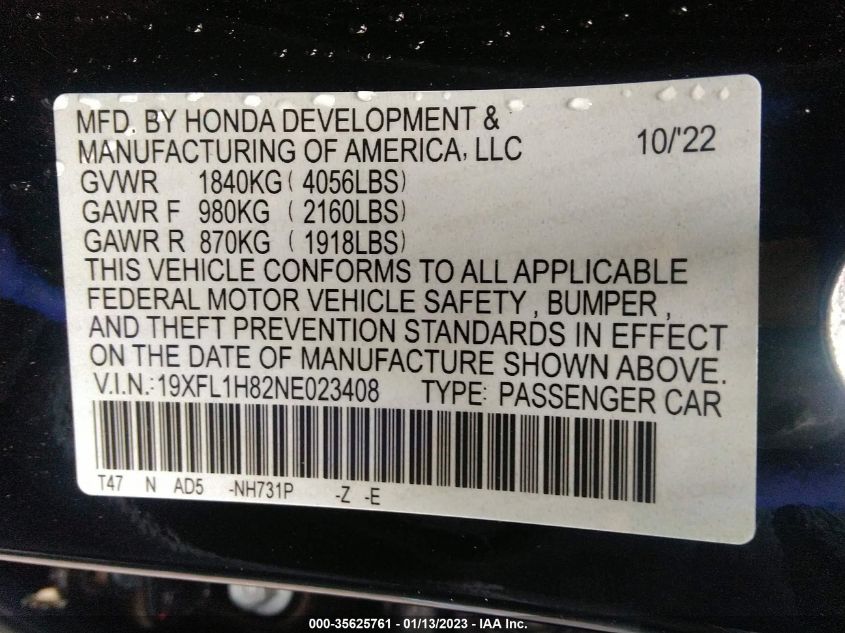 MFD. BY HONDA DEVELOPMENT &
MANUFACTURING OF AMERICA, LLC 10/'22
GVWR 1840KG ( 4056LBS)
GAWR F 980KG ( 2160LBS)
GAWR R 870KG ( 1918LBS)
THIS VEHICLE CONFORMS TO ALL APPLICABLE
FEDERAL MOTOR VEHICLE SAFETY , BUMPER ,
AND THEFT PREVENTION STANDARDS IN EFFECT
ON THE DATE OF MANUFACTURE SHOWN ABOVE.
V.I.N.:19XFL1H82NE023408 TYPE: PASSENGER CAR
T47 N AD5 -NH731P -Z -E
000-35625761 - 01/13/2023 - IAA Inc.